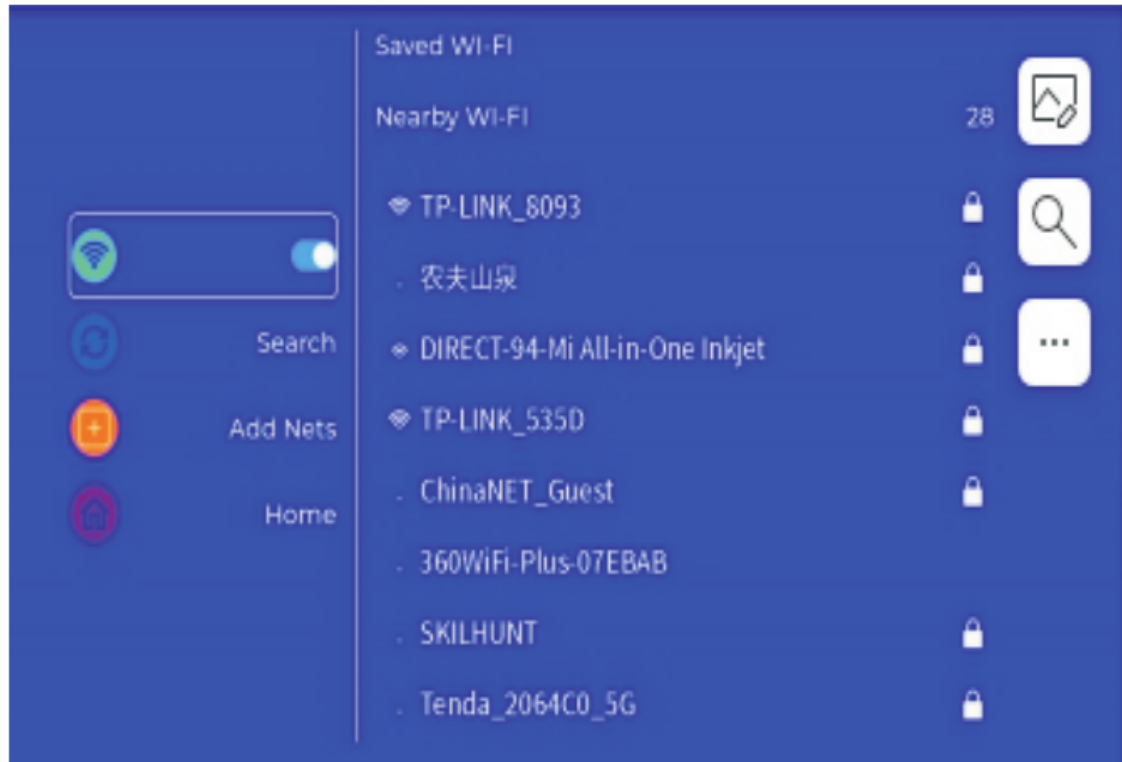 Saved WI-FI
Nearby WI-FI 28
TP-LINK_8093
农夫山泉
Search
DIRECT-94-Mi All-in-One Inkjet
Add Nets
TP-LINK_535D
ChinaNET_Guest
Home
360WiFi-Plus-07EBAB
SKILHUNT
Tenda_2064C0_5G